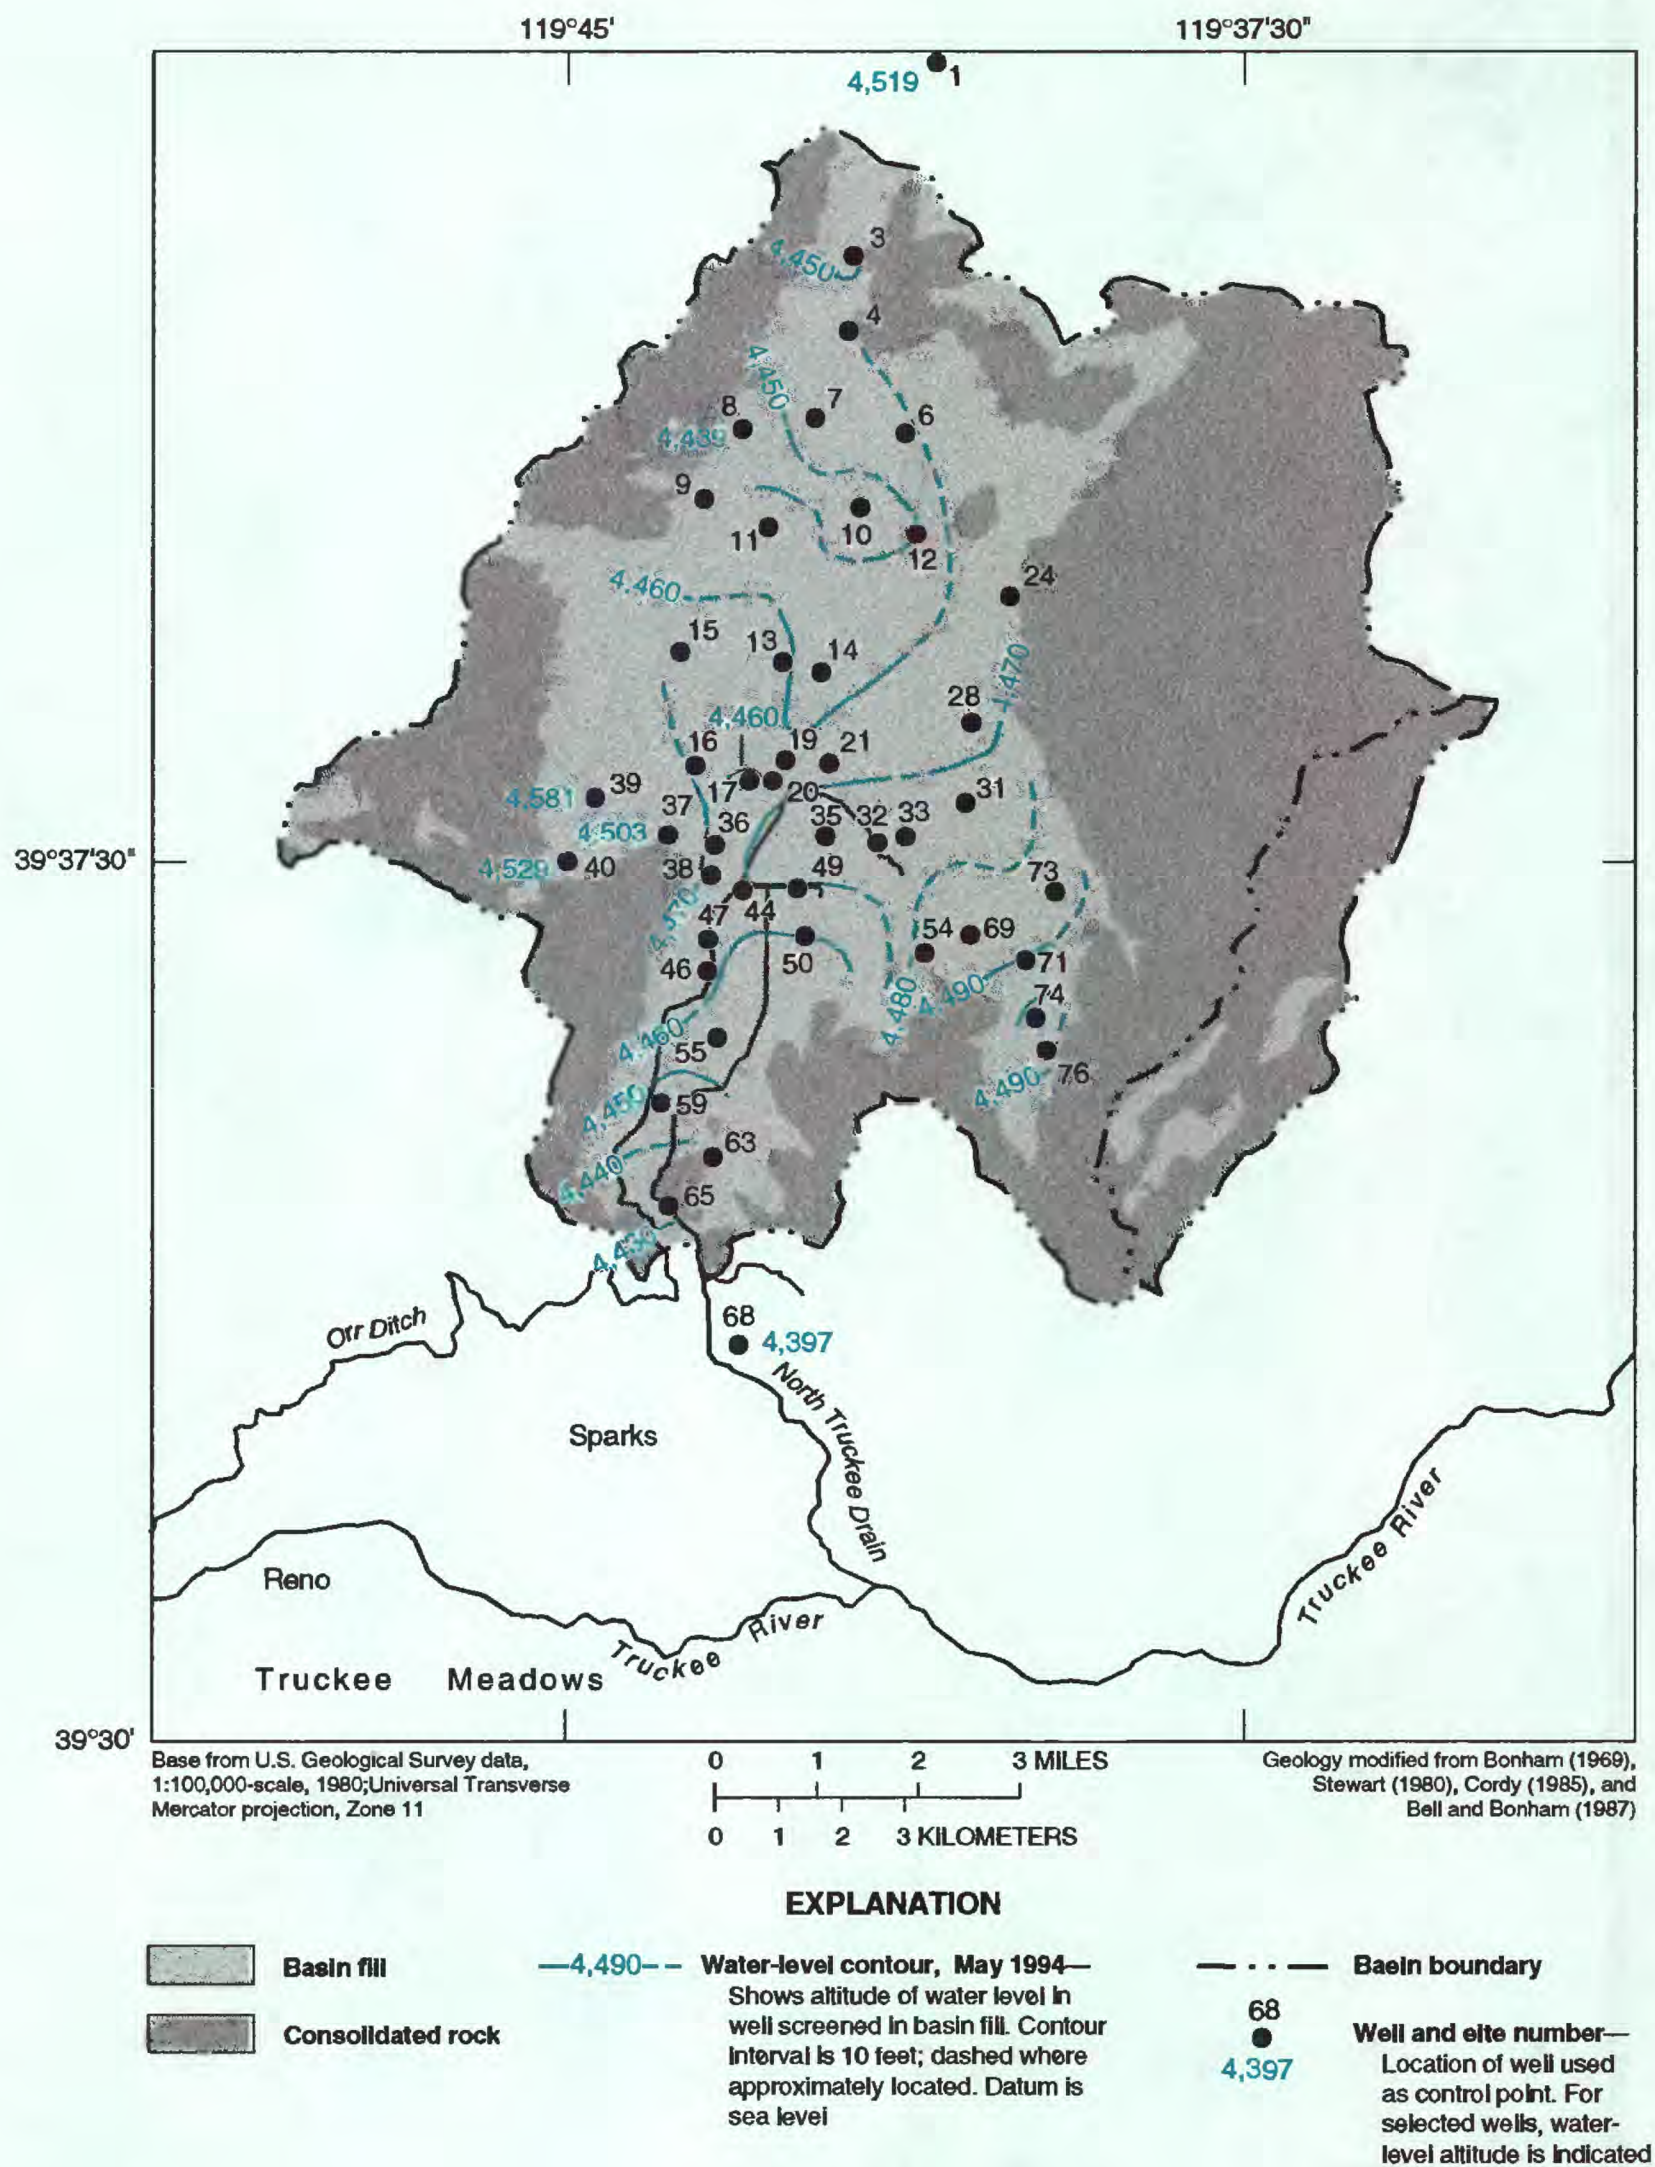 119°45'
119°37'30"
4,519
1
3
4,450
4
4,450
7
8
6
4,439
9
10
11
12
24
4.460
15
13
14
4,470
28
4,460
16
19
21
17
20
39
4,581
31
37
36
35
32
33
4,503
39°37'30"
4,529
40
38
49
73
4,470
47
44
54
69
46
50
71
4,480
4,490
74
4.460
55
76
4,490
4,450
59
63
4,440
65
4,430
Orr Ditch
68
4,397
North Truckee Drain
Sparks
Reno
Truckee River
Truckee River
Truckee Meadows
39°30'
Base from U.S. Geological Survey data,
1:100,000-scale, 1980;Universal Transverse
Mercator projection, Zone 11
0 1 2 3 MILES
0 1 2 3 KILOMETERS
Geology modified from Bonham (1969),
Stewart (1980), Cordy (1985), and
Bell and Bonham (1987)
EXPLANATION
Basin fill
Consolidated rock
4,490
Water-level contour, May 1994—
Shows altitude of water level in
well screened in basin fill. Contour
interval is 10 feet; dashed where
approximately located. Datum is
sea level
Basin boundary
68
4,397
Well and site number—
Location of well used
as control point. For
selected wells, water-
level altitude is indicated